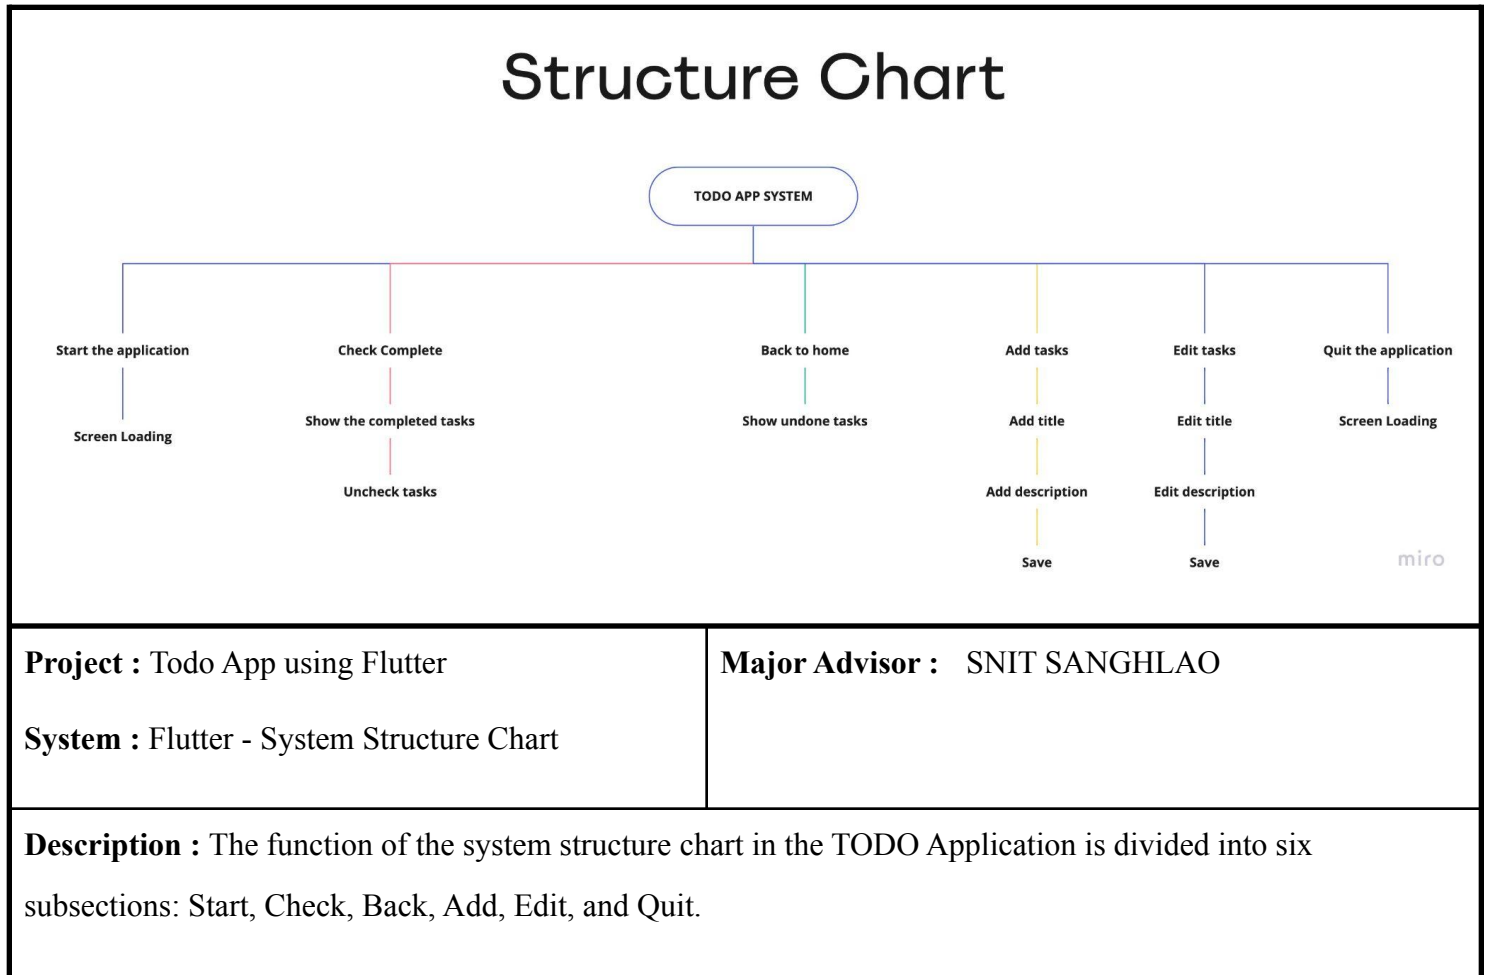 Structure Chart
TODO APP SYSTEM
Start the application
Check Complete
Back to home
Add tasks
Edit tasks
Quit the application
Screen Loading
Show the completed tasks
Show undone tasks
Add title
Edit title
Screen Loading
Uncheck tasks
Add description
Edit description
Save
Save
miro
Project : Todo App using Flutter
System : Flutter - System Structure Chart
Major Advisor : SNIT SANGHLAO
Description : The function of the system structure chart in the TODO Application is divided into six
subsections: Start, Check, Back, Add, Edit, and Quit.